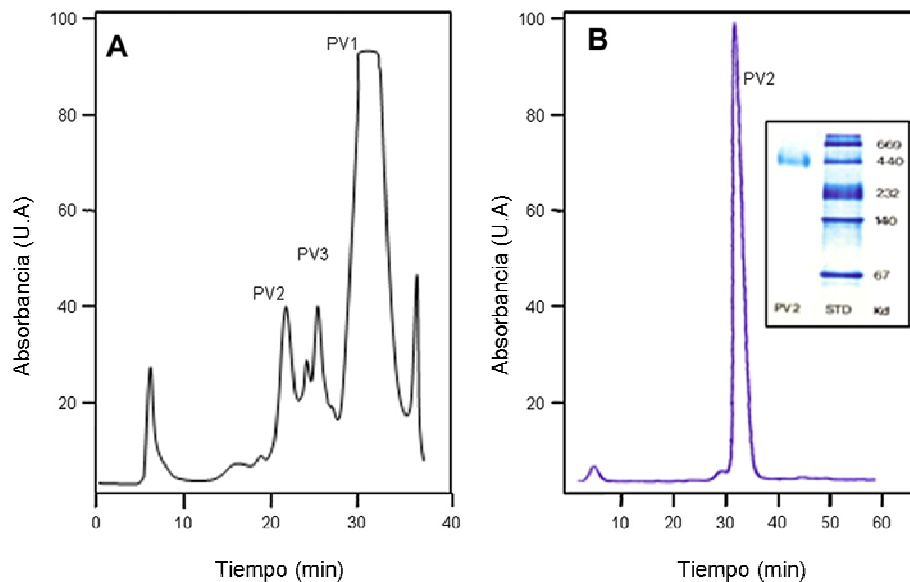 A
PV1
PV2
PV3
100
80
60
40
20
0 10 20 30 40
Absorbancia (U.A)
Tiempo (min)
B
PV2
100
80
60
40
20
10 20 30 40 50 60
Absorbancia (U.A)
Tiempo (min)
669
440
232
140
67
PV2 STD Kd